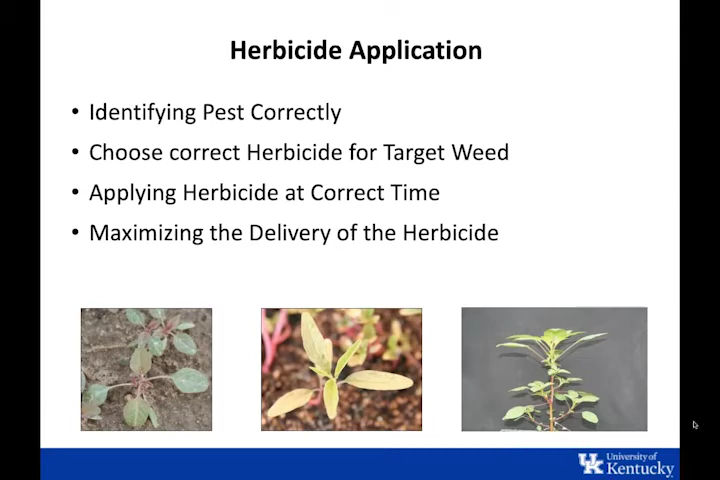 Herbicide Application
• Identifying Pest Correctly
• Choose correct Herbicide for Target Weed
• Applying Herbicide at Correct Time
• Maximizing the Delivery of the Herbicide
UK University of
Kentucky